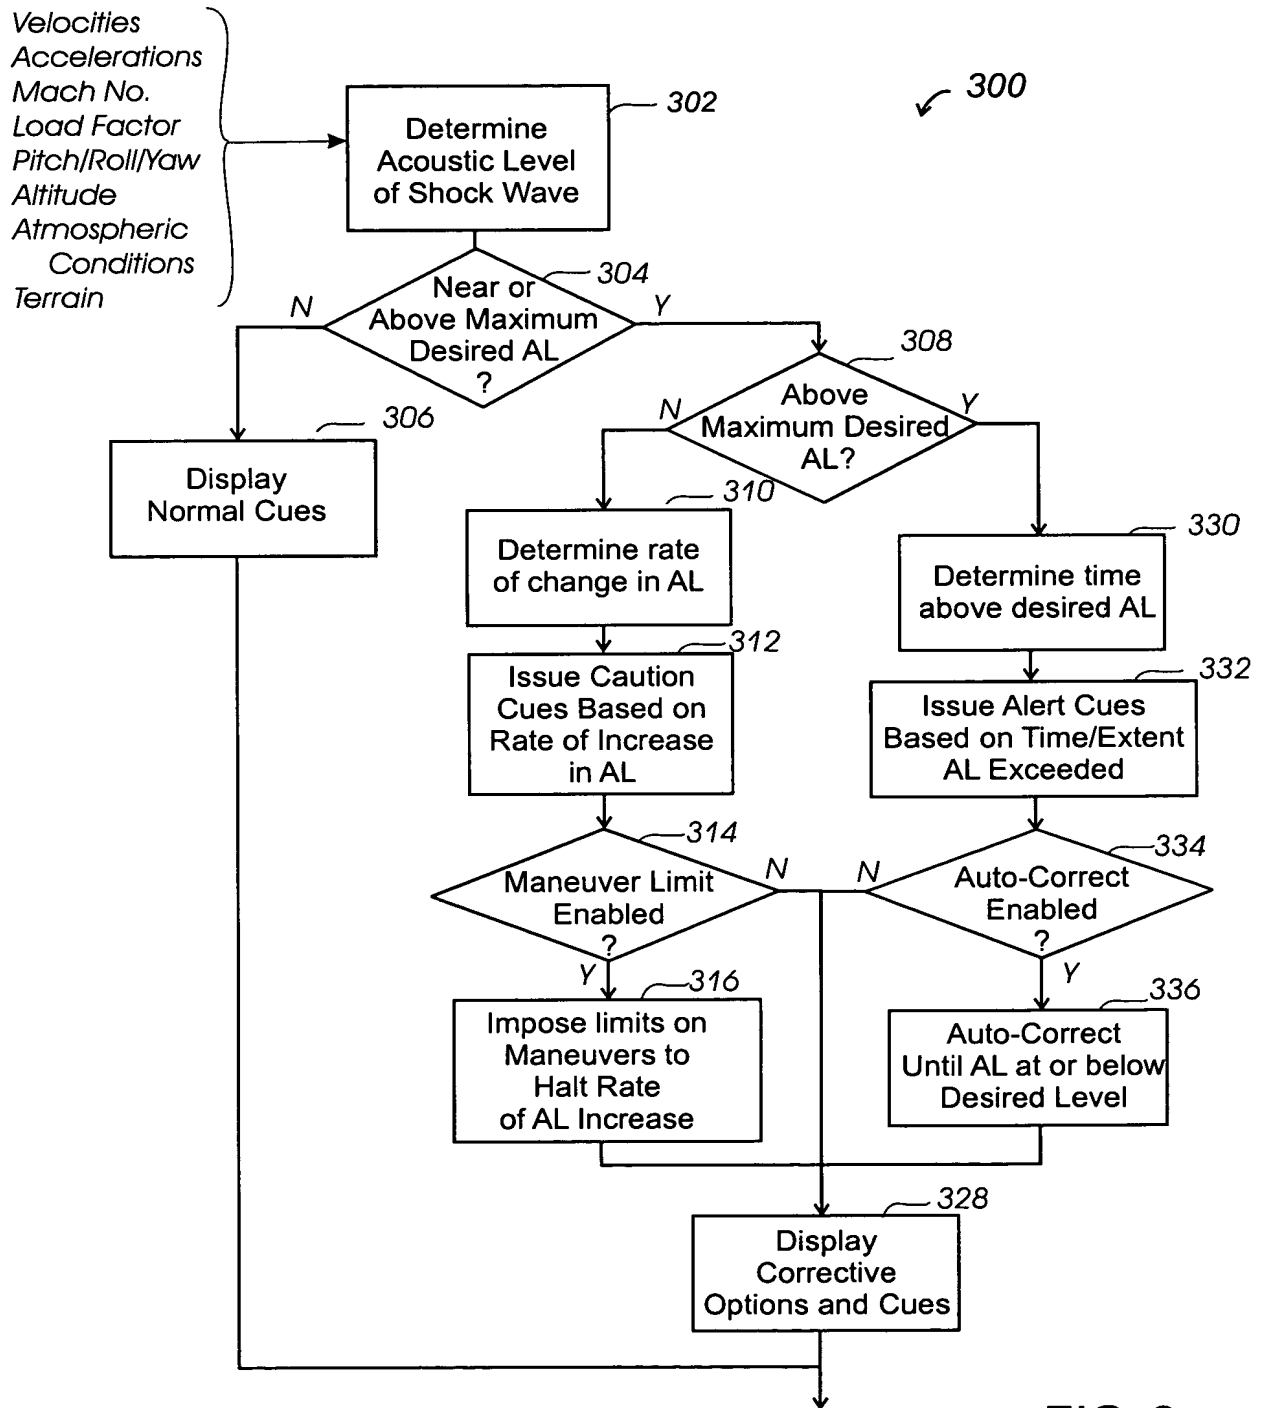 Velocities
Accelerations
Mach No.
Load Factor
Pitch/Roll/Yaw
Altitude
Atmospheric
Conditions
Terrain
300
302
Determine
Acoustic Level
of Shock Wave
304
Near or
Above Maximum
Desired AL
?
N
Y
306
Display
Normal Cues
308
Above
Maximum Desired
AL?
N
Y
310
Determine rate
of change in AL
312
Issue Caution
Cues Based on
Rate of Increase
in AL
314
Maneuver Limit
Enabled
?
N
Y
316
Impose limits on
Maneuvers to
Halt Rate
of AL Increase
330
Determine time
above desired AL
332
Issue Alert Cues
Based on Time/Extent
AL Exceeded
334
Auto-Correct
Enabled
?
N
Y
336
Auto-Correct
Until AL at or below
Desired Level
328
Display
Corrective
Options and Cues